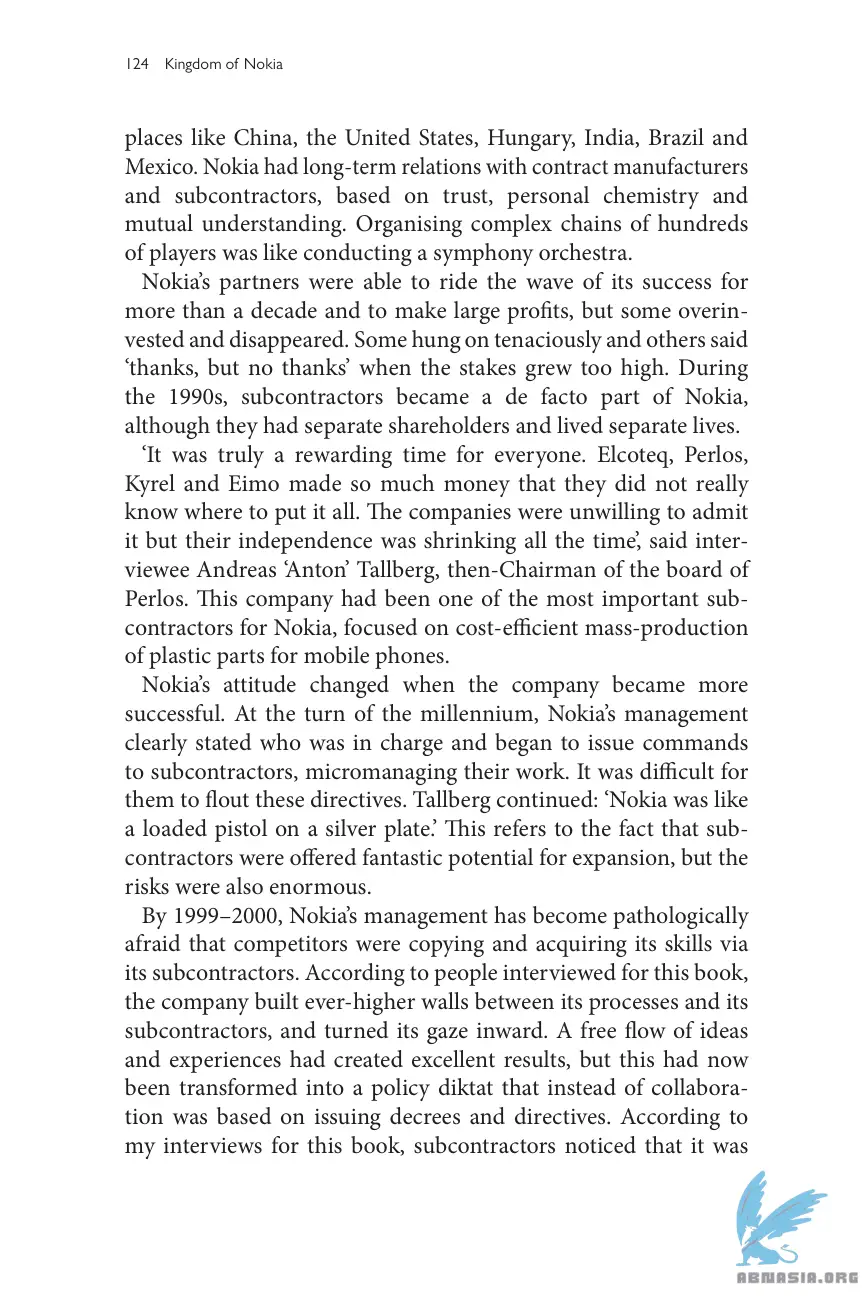 124 Kingdom of Nokia
places like China, the United States, Hungary, India, Brazil and
Mexico. Nokia had long-term relations with contract manufacturers
and subcontractors, based on trust, personal chemistry and
mutual understanding. Organising complex chains of hundreds
of players was like conducting a symphony orchestra.
Nokia’s partners were able to ride the wave of its success for
more than a decade and to make large profits, but some overin-
vested and disappeared. Some hung on tenaciously and others said
‘thanks, but no thanks’ when the stakes grew too high. During
the 1990s, subcontractors became a de facto part of Nokia,
although they had separate shareholders and lived separate lives.
‘It was truly a rewarding time for everyone. Elcoteq, Perlos,
Kyrel and Eimo made so much money that they did not really
know where to put it all. The companies were unwilling to admit
it but their independence was shrinking all the time’, said inter-
viewee Andreas ‘Anton’ Tallberg, then-Chairman of the board of
Perlos. This company had been one of the most important sub-
contractors for Nokia, focused on cost-efficient mass-production
of plastic parts for mobile phones.
Nokia’s attitude changed when the company became more
successful. At the turn of the millennium, Nokia’s management
clearly stated who was in charge and began to issue commands
to subcontractors, micromanaging their work. It was difficult for
them to flout these directives. Tallberg continued: ‘Nokia was like
a loaded pistol on a silver plate.’ This refers to the fact that sub-
contractors were offered fantastic potential for expansion, but the
risks were also enormous.
By 1999–2000, Nokia’s management has become pathologically
afraid that competitors were copying and acquiring its skills via
its subcontractors. According to people interviewed for this book,
the company built ever-higher walls between its processes and its
subcontractors, and turned its gaze inward. A free flow of ideas
and experiences had created excellent results, but this had now
been transformed into a policy diktat that instead of collabora-
tion was based on issuing decrees and directives. According to
my interviews for this book, subcontractors noticed that it was
ABNASIA.ORG